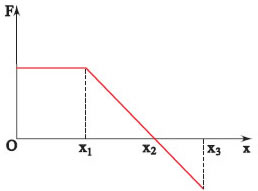 F
O x₁ x₂ x₃ x